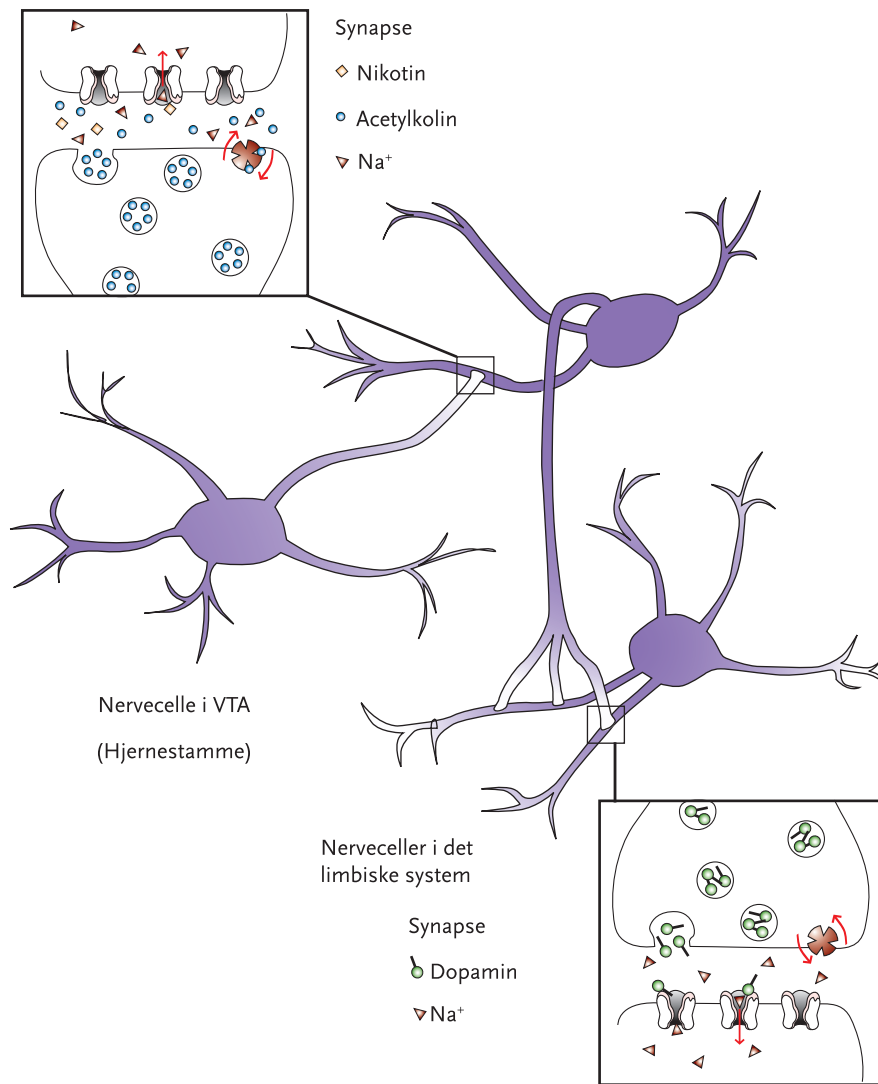 Synapse
Nikotin
Acetylkolin
Na⁺
Nervecelle i VTA
(Hjernestamme)
Nerveceller i det
limbiske system
Synapse
Dopamin
Na⁺